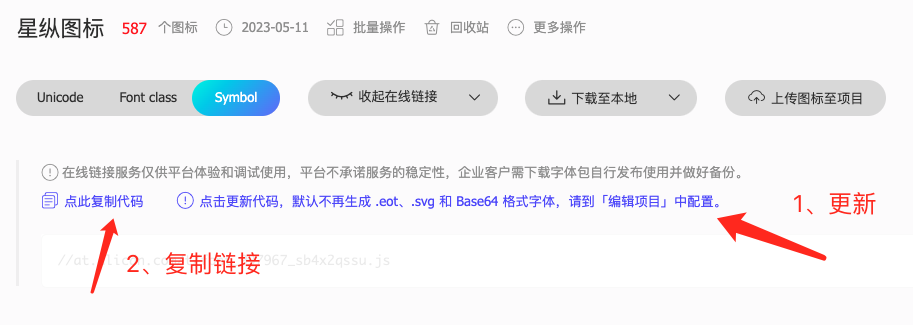 星纵图标 587 个图标 2023-05-11 批量操作 回收站 更多操作
Unicode Font class Symbol 收起在线链接 下载至本地 上传图标至项目
在线链接服务仅供平台体验和调试使用，平台不承诺服务的稳定性，企业客户需下载字体包自行发布使用并做好备份。
点此复制代码 点击更新代码，默认不再生成 .eot、.svg 和 Base64 格式字体，请到「编辑项目」中配置。
1、更新
2、复制链接